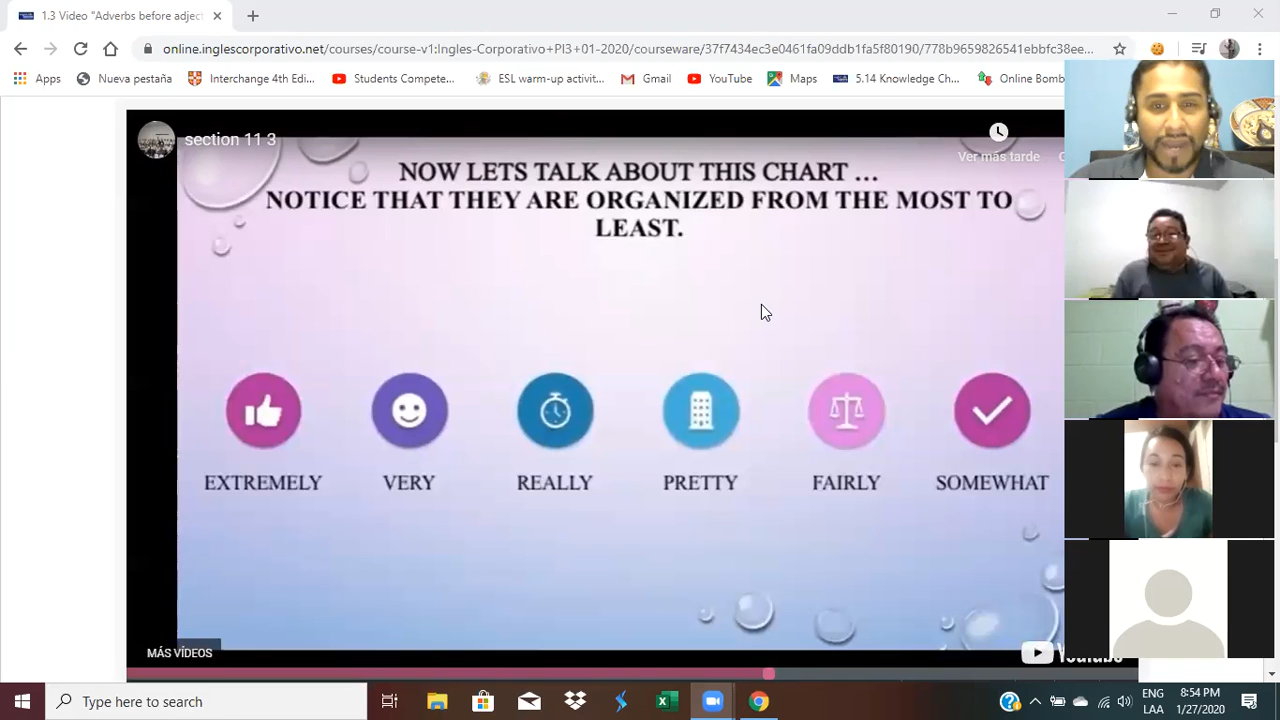 1.3 Video "Adverbs before adject
online.inglescorporativo.net/courses/course-v1:Ingles-Corporativo+PI3+01-2020/courseware/37f7434ec3e0461fa09ddb1fa5f80190/778b9659826541ebbfc38ee...
Apps
Nueva pestaña
Interchange 4th Edi...
Students Compete...
ESL warm-up activit...
Gmail
YouTube
Maps
5.14 Knowledge Ch...
Online Bomb
section 11 3
Ver más tarde
NOW LETS TALK ABOUT THIS CHART ...
NOTICE THAT THEY ARE ORGANIZED FROM THE MOST TO
LEAST.
EXTREMELY
VERY
REALLY
PRETTY
FAIRLY
SOMEWHAT
MÁS VÍDEOS
YouTube
Type here to search
ENG
LAA
8:54 PM
1/27/2020